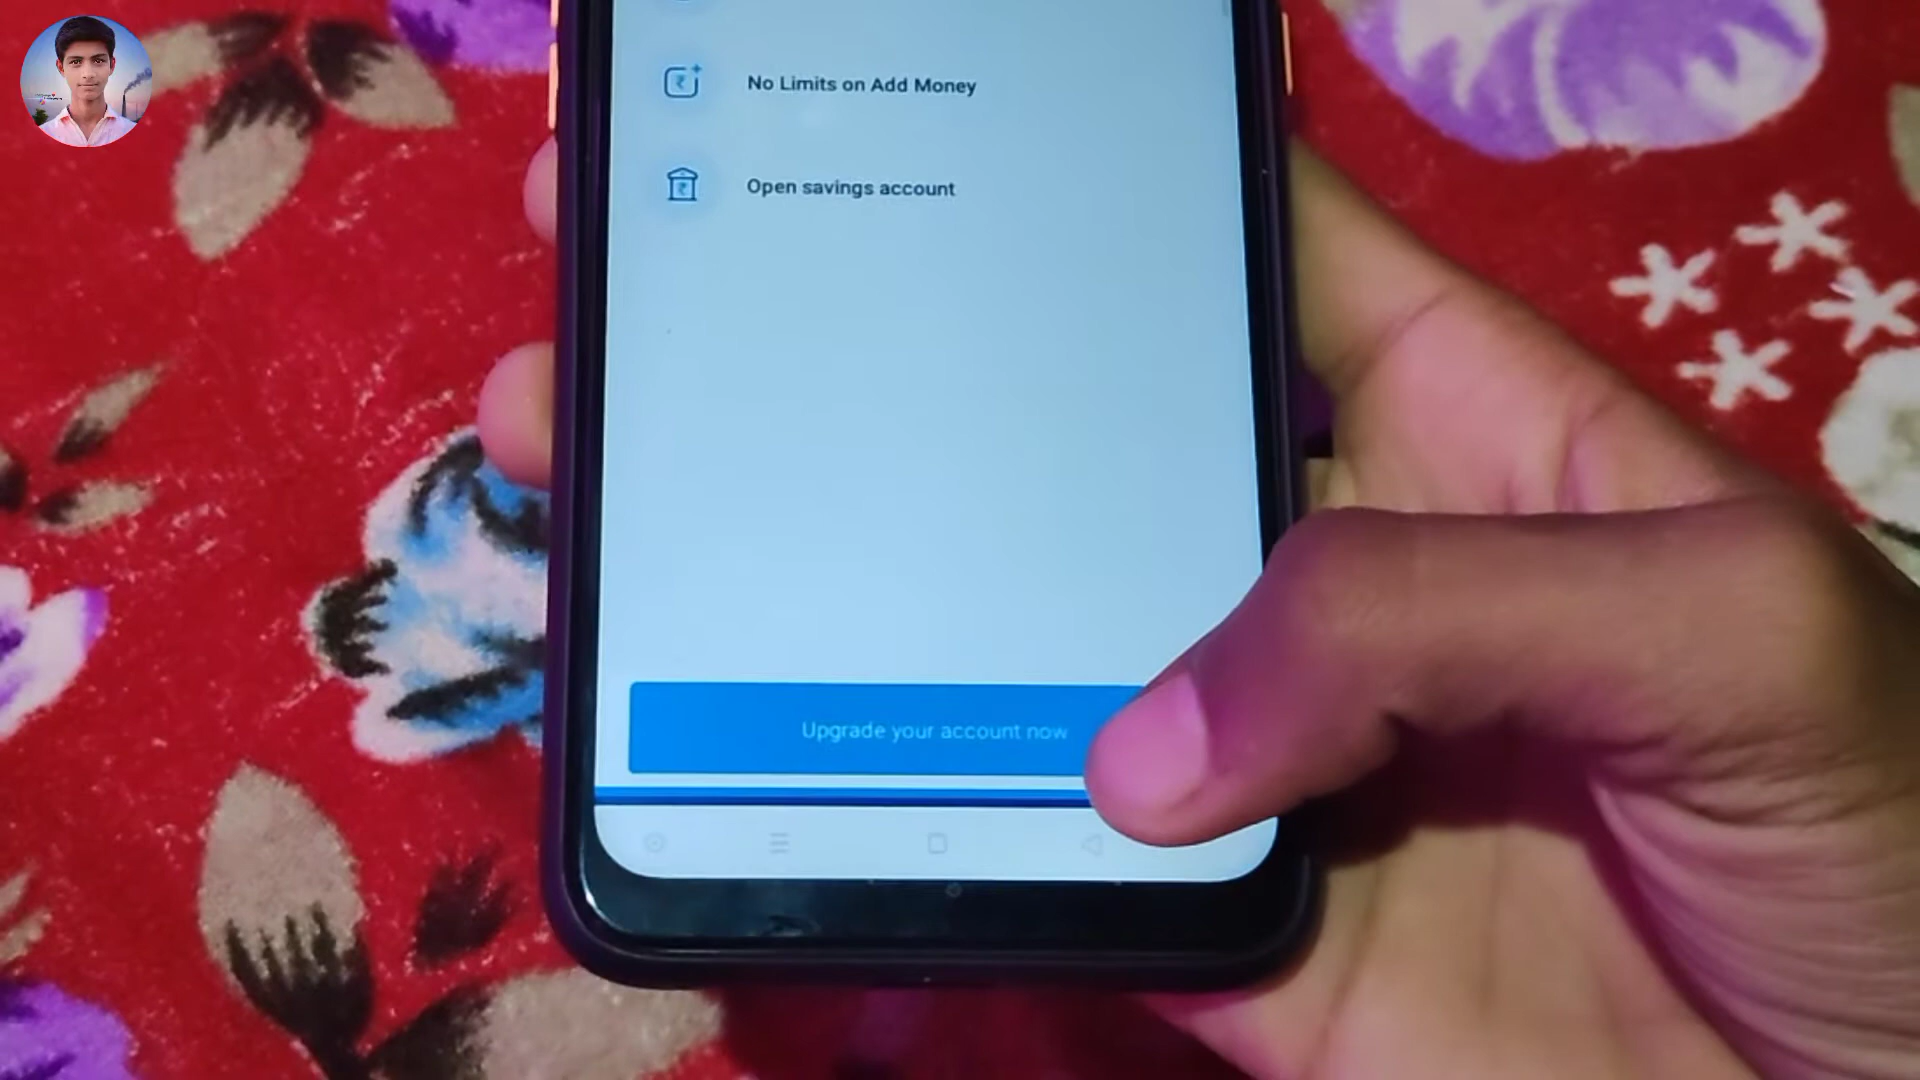 No Limits on Add Money
Open savings account
Upgrade your account now